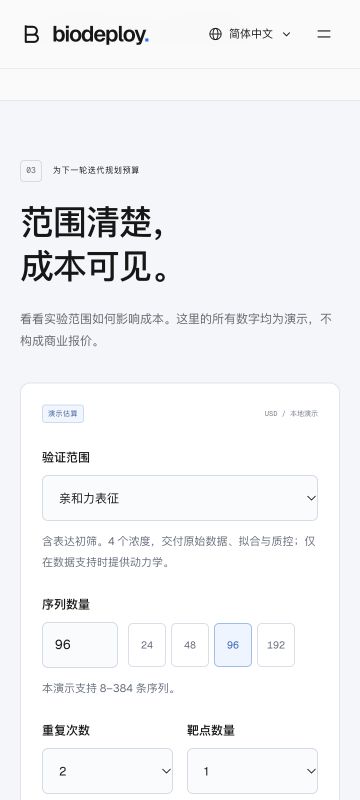 biodeploy.
简体中文
03 为下一轮迭代规划预算
范围清楚，
成本可见。
看看实验范围如何影响成本。这里的所有数字均为演示，不
构成商业报价。
演示估算 USD / 本地演示
验证范围
亲和力表征
含表达初筛。4 个浓度，交付原始数据、拟合与质控；仅
在数据支持时提供动力学。
序列数量
96 24 48 96 192
本演示支持 8–384 条序列。
重复次数 靶点数量
2 1